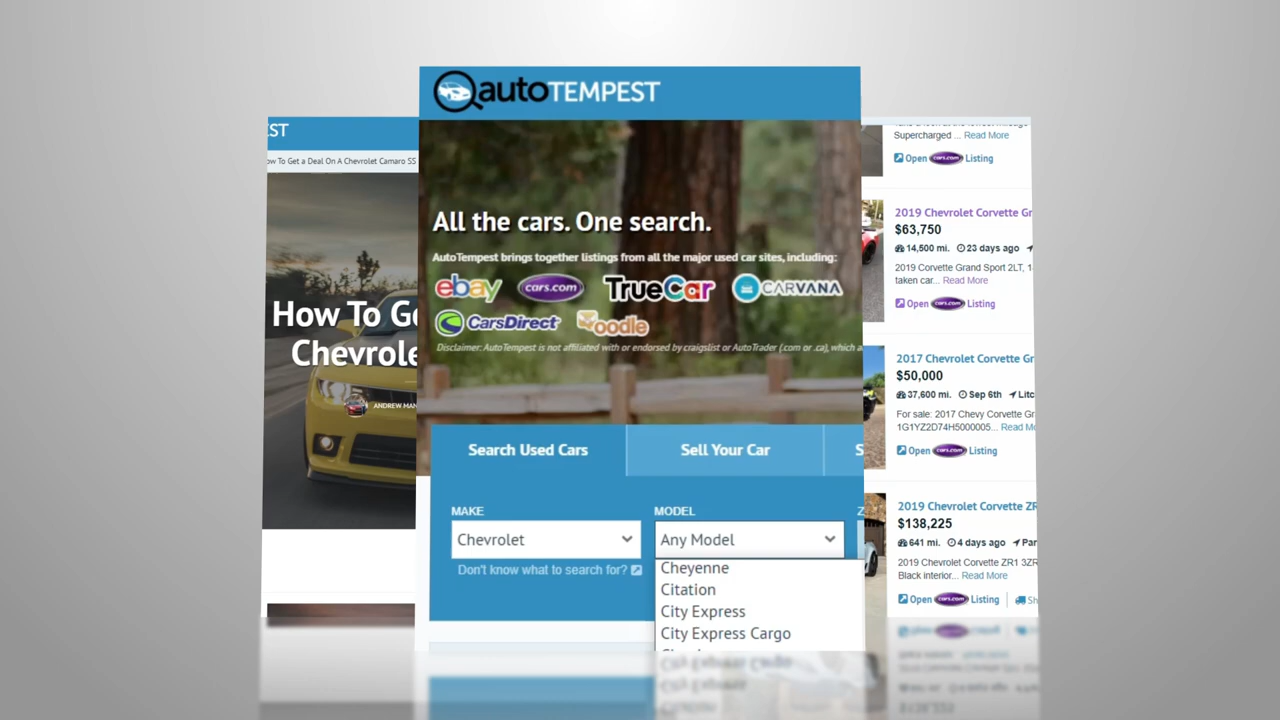 EST
ow To Get a Deal On A Chevrolet Camaro SS
How To Ge
Chevrole
ANDREW MAN
autoTEMPEST
All the cars. One search.
AutoTempest brings together listings from all the major used car sites, including:
ebay cars.com TrueCar CARVANA
CarsDirect oodle
Disclaimer: AutoTempest is not affiliated with or endorsed by craigslist or AutoTrader (.com or .ca), which a
Search Used Cars
Sell Your Car
S
MAKE
MODEL
Z
Chevrolet
Any Model
Don't know what to search for?
Cheyenne
Citation
City Express
City Express Cargo
Supercharged ... Read More
Open cars.com Listing
2019 Chevrolet Corvette Gr
$63,750
14,500 mi. 23 days ago
2019 Corvette Grand Sport 2LT, 1-
taken car... Read More
Open cars.com Listing
2017 Chevrolet Corvette Gr
$50,000
37,600 mi. Sep 6th Litc
For sale: 2017 Chevy Corvette Gr
1G1YZ2D74H5000005... Read Mo
Open cars.com Listing
2019 Chevrolet Corvette ZR
$138,225
641 mi. 4 days ago Par
2019 Chevrolet Corvette ZR1 3ZR
Black interior... Read More
Open cars.com Listing Sh